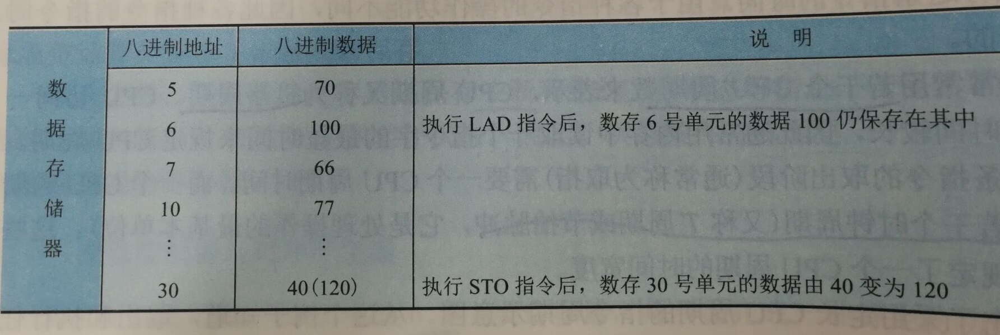 八进制地址 八进制数据 说 明
数 5 70
据 6 100 执行 LAD 指令后，数存 6 号单元的数据 100 仍保存在其中
存 7 66
储 10 77
器 ⋮ ⋮
30 40(120) 执行 STO 指令后，数存 30 号单元的数据由 40 变为 120